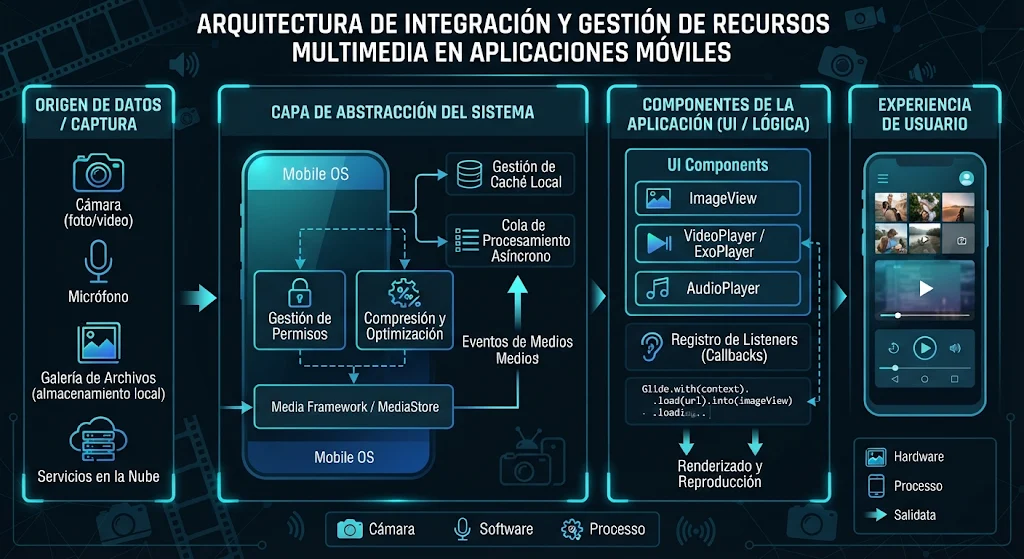 ARQUITECTURA DE INTEGRACIÓN Y GESTIÓN DE RECURSOS
MULTIMEDIA EN APLICACIONES MÓVILES
ORIGEN DE DATOS
/ CAPTURA
Cámara
(foto/video)
Micrófono
Galería de Archivos
(almacenamiento local)
Servicios en la Nube
CAPA DE ABSTRACCIÓN DEL SISTEMA
Mobile OS
Gestión de
Caché Local
Cola de
Procesamiento
Asíncrono
Gestión de
Permisos
Compresión y
Optimización
Eventos de Medios
Medios
Media Framework / MediaStore
Mobile OS
COMPONENTES DE LA
APLICACIÓN (UI / LÓGICA)
UI Components
ImageView
VideoPlayer /
ExoPlayer
AudioPlayer
Registro de Listeners
(Callbacks)
Glide.with(context).
.load(url).into(imageView)
.loading..
Renderizado y
Reproducción
EXPERIENCIA
DE USUARIO
Hardware
Processo
Salidata
Cámara
Software
Processo